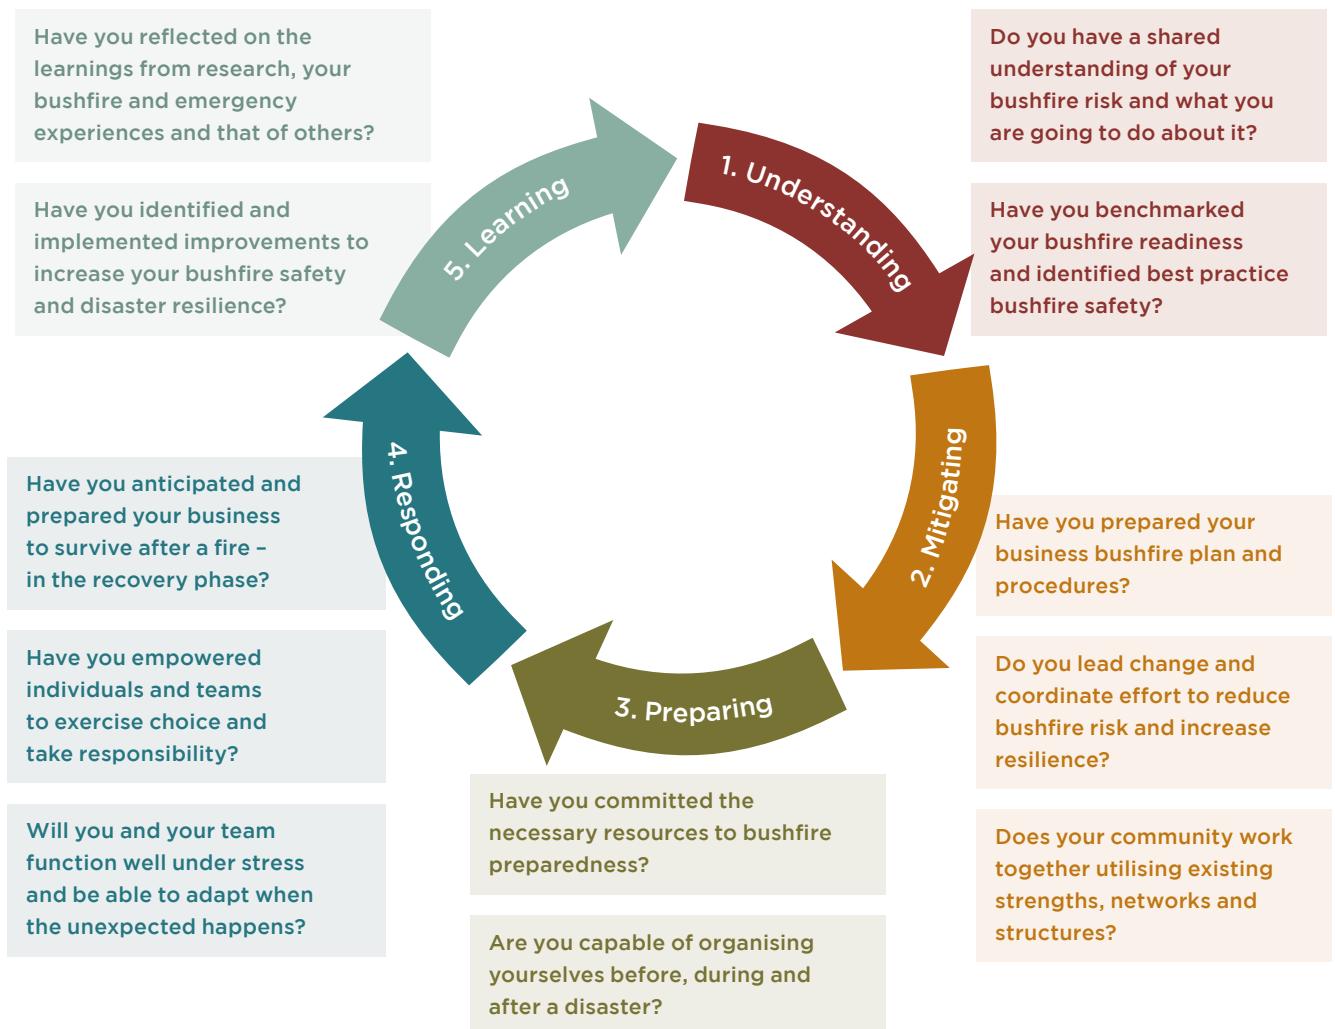 Have you reflected on the
learnings from research, your
bushfire and emergency
experiences and that of others?
Have you identified and
implemented improvements to
increase your bushfire safety
and disaster resilience?
Do you have a shared
understanding of your
bushfire risk and what you
are going to do about it?
Have you benchmarked
your bushfire readiness
and identified best practice
bushfire safety?
1. Understanding
2. Mitigating
3. Preparing
4. Responding
5. Learning
Have you prepared your
business bushfire plan and
procedures?
Do you lead change and
coordinate effort to reduce
bushfire risk and increase
resilience?
Does your community work
together utilising existing
strengths, networks and
structures?
Have you committed the
necessary resources to bushfire
preparedness?
Are you capable of organising
yourselves before, during and
after a disaster?
Have you anticipated and
prepared your business
to survive after a fire –
in the recovery phase?
Have you empowered
individuals and teams
to exercise choice and
take responsibility?
Will you and your team
function well under stress
and be able to adapt when
the unexpected happens?